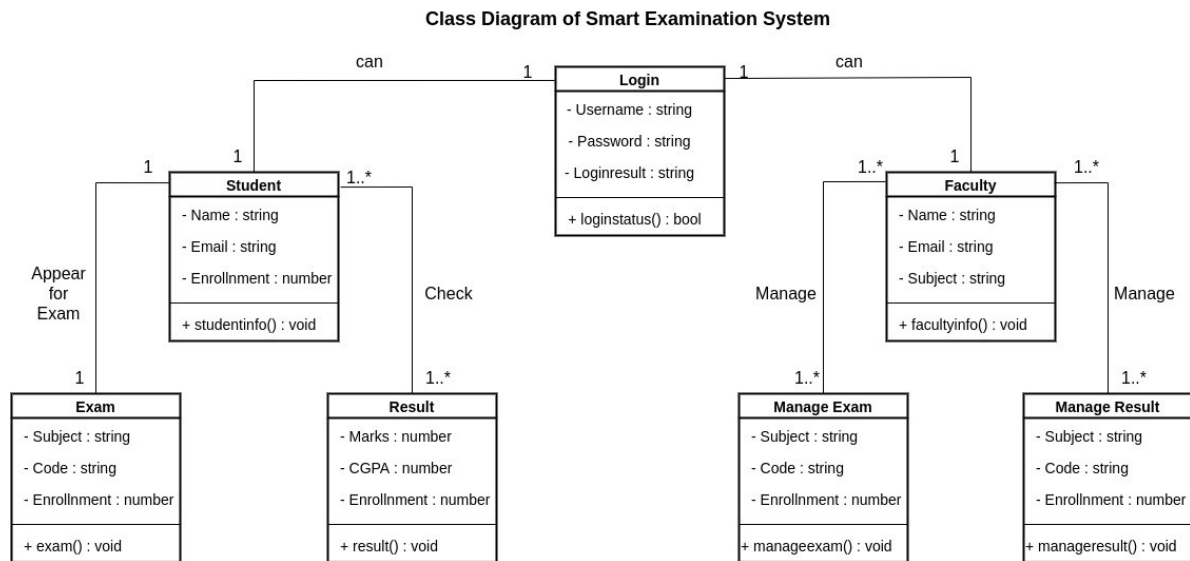 Class Diagram of Smart Examination System
can
1
1
can
Login
- Username : string
- Password : string
- Loginresult : string
+ loginstatus() : bool
1
1
1..*
Student
- Name : string
- Email : string
- Enrollnment : number
+ studentinfo() : void
1..*
1
1..*
Faculty
- Name : string
- Email : string
- Subject : string
+ facultyinfo() : void
Appear
for
Exam
Check
Manage
Manage
1
1..*
1..*
1..*
Exam
- Subject : string
- Code : string
- Enrollnment : number
+ exam() : void
Result
- Marks : number
- CGPA : number
- Enrollnment : number
+ result() : void
Manage Exam
- Subject : string
- Code : string
- Enrollnment : number
+ manageexam() : void
Manage Result
- Subject : string
- Code : string
- Enrollnment : number
+ manageresult() : void